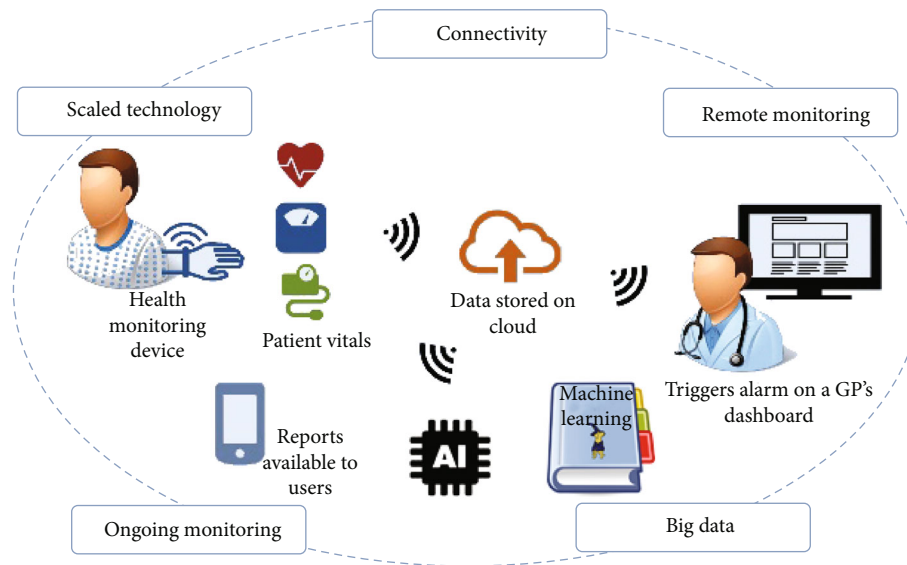 Connectivity
Scaled technology
Remote monitoring
Health
monitoring
device
Patient vitals
Data stored on
cloud
Triggers alarm on a GP's
dashboard
Reports
available to
users
AI
Machine
learning
Ongoing monitoring
Big data